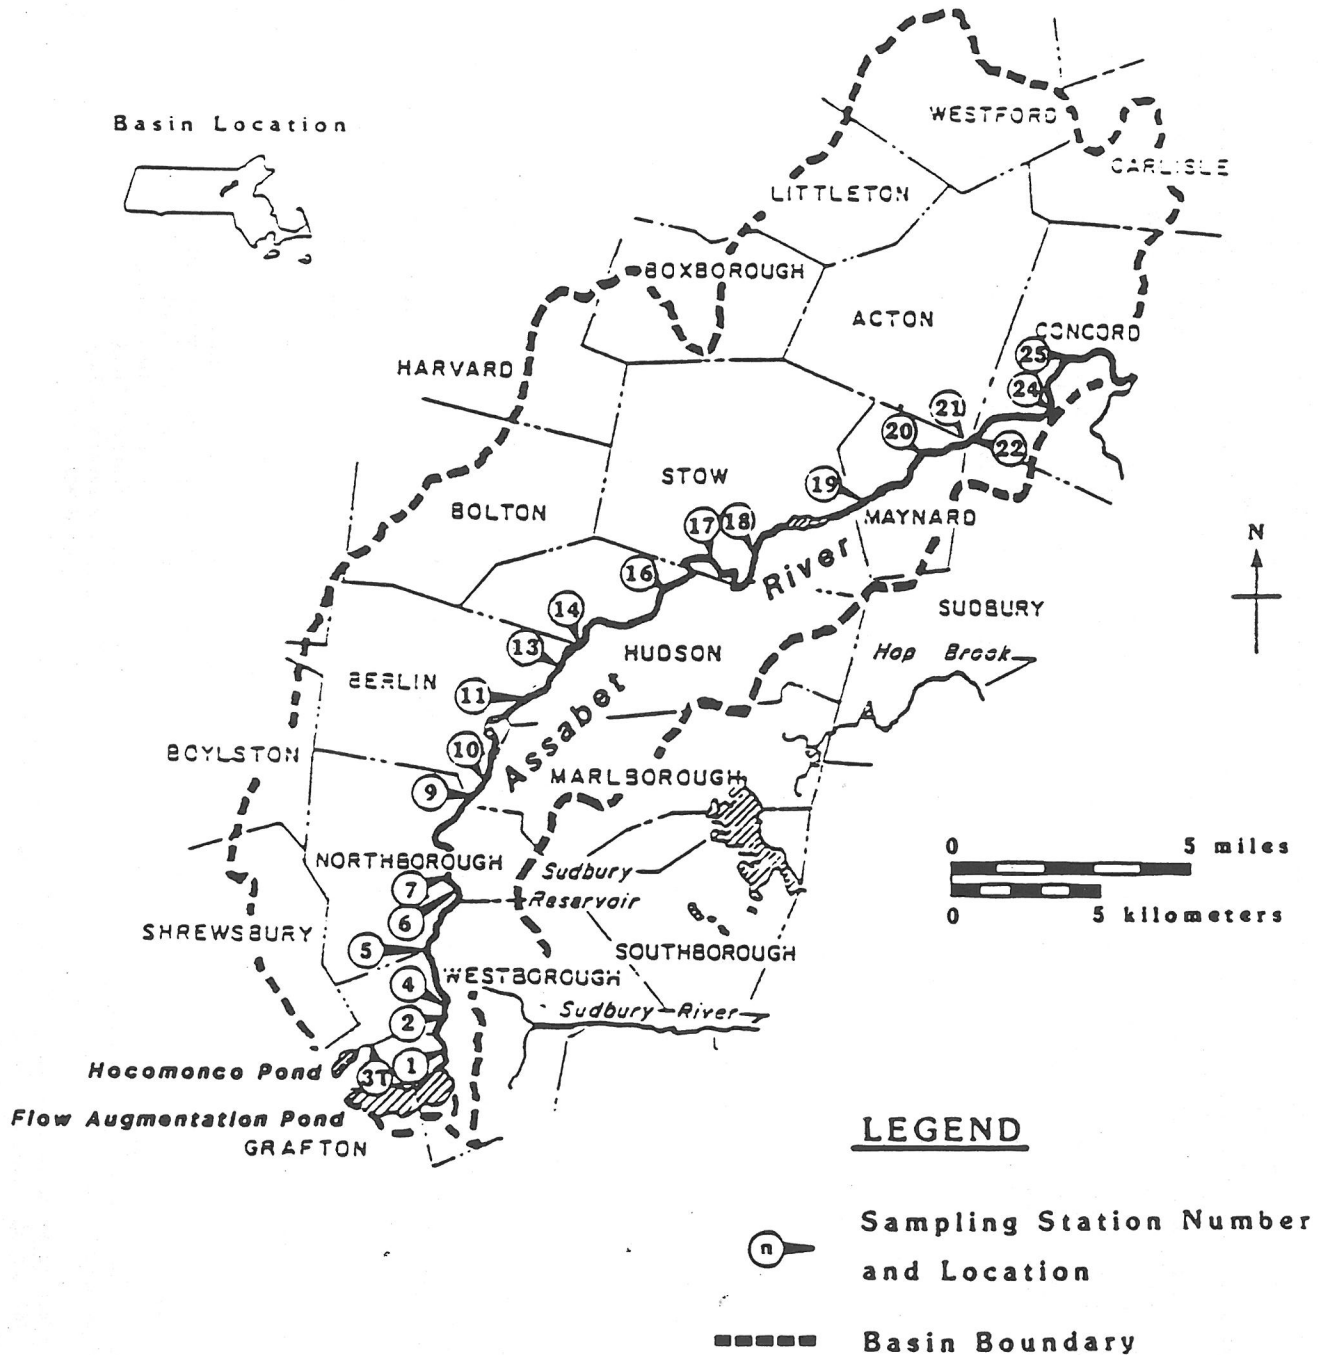 Basin Location
WESTFORD
CARLISLE
LITTLETON
BOXBOROUGH
ACTON
CONCORD
25
HARVARD
24
21
20
22
STOW
19
BOLTON
17
18
MAYNARD
N
River
16
SUDBURY
14
13
HUDSON
Hop Brook
BERLIN
11
Assabet
10
BOYLSTON
MARLBOROUGH
9
0 5 miles
NORTHBOROUGH
Sudbury
Reservoir
7
6
0 5 kilometers
SHREWSBURY
5
SOUTHBOROUGH
WESTBOROUGH
4
Sudbury River
2
Hocomonco Pond
3T
1
Flow Augmentation Pond
GRAFTON
LEGEND
n
Sampling Station Number
and Location
Basin Boundary